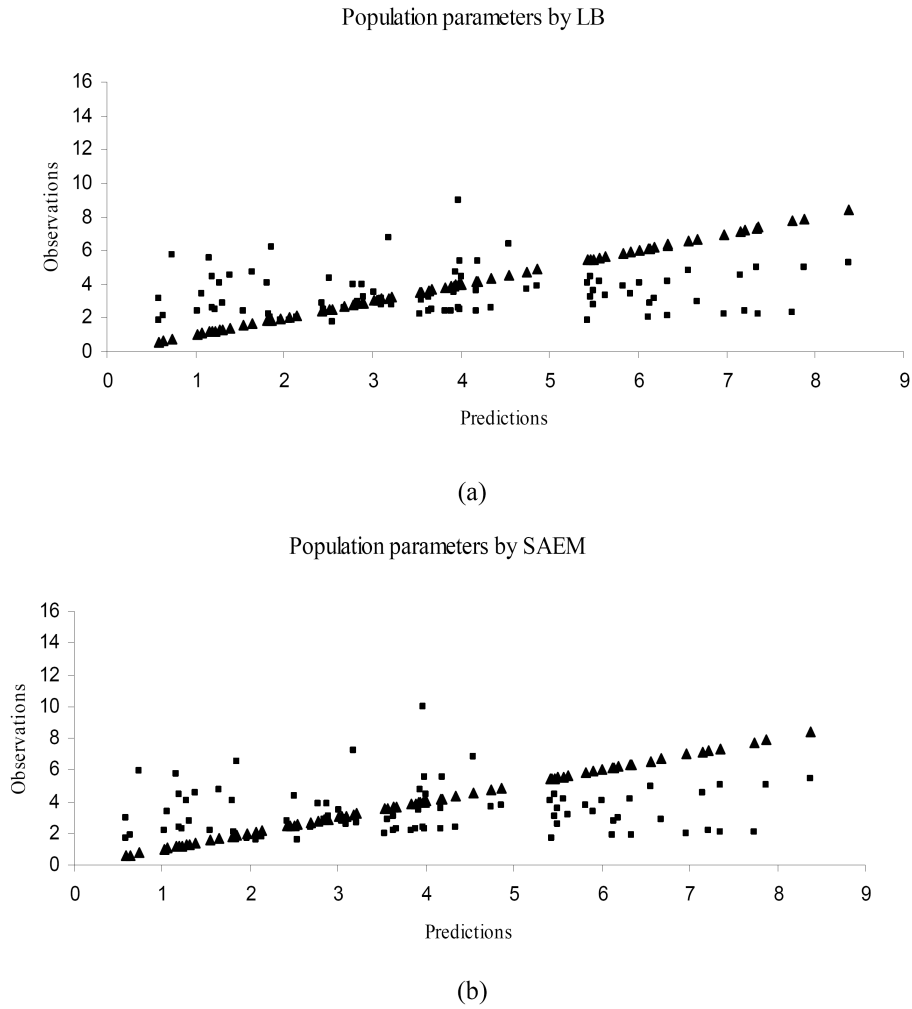 Population parameters by LB
16
14
12
10
8
6
4
2
0
Observations
0 1 2 3 4 5 6 7 8 9
Predictions
(a)
Population parameters by SAEM
16
14
12
10
8
6
4
2
0
Observations
0 1 2 3 4 5 6 7 8 9
Predictions
(b)